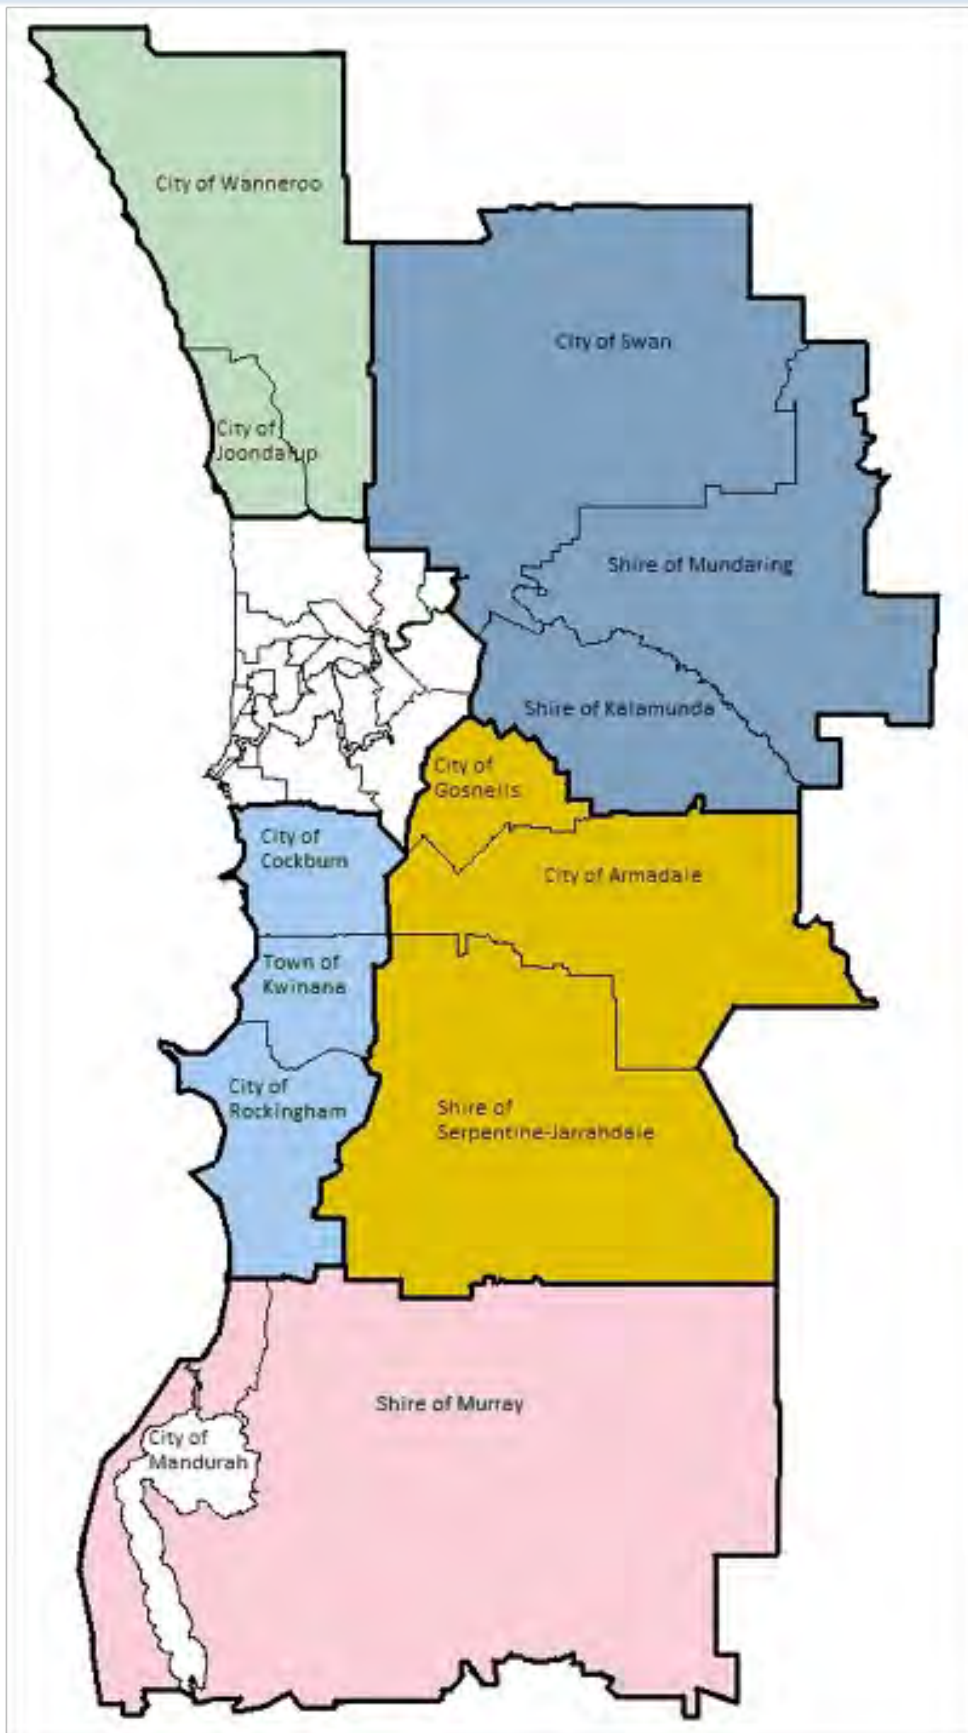 City of Wanneroo
City of Swan
City of
Joondalup
Shire of Mundaring
Shire of Kalamunda
City of
Gosnells
City of
Cockburn
City of Armadale
Town of
Kwinana
City of
Rockingham
Shire of
Serpentine-Jarrahdale
Shire of Murray
City of
Mandurah